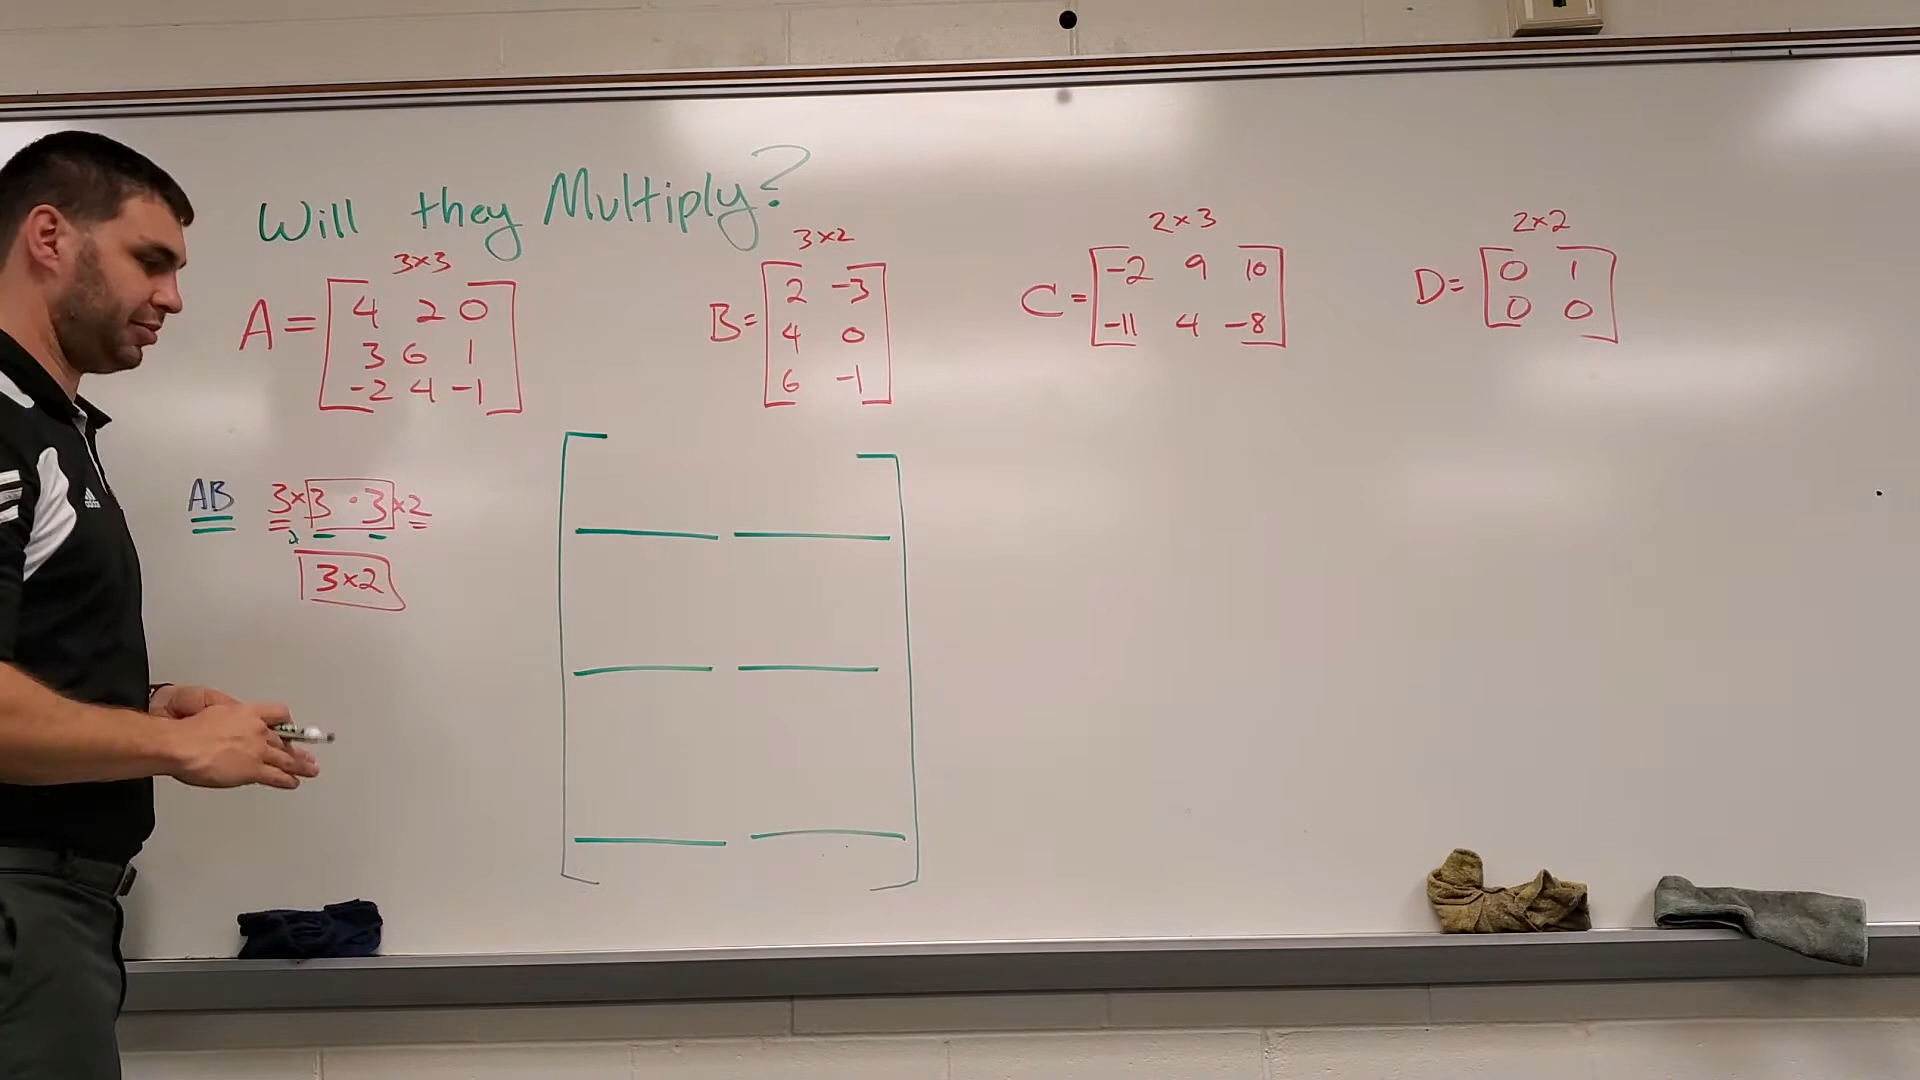 Will they Multiply?
3×3
A = [4 2 0
3 6 1
-2 4 -1]
3×2
B = [2 -3
4 0
6 -1]
2×3
C = [-2 9 10
-11 4 -8]
2×2
D = [0 1
0 0]
AB 3×3 · 3×2
3×2